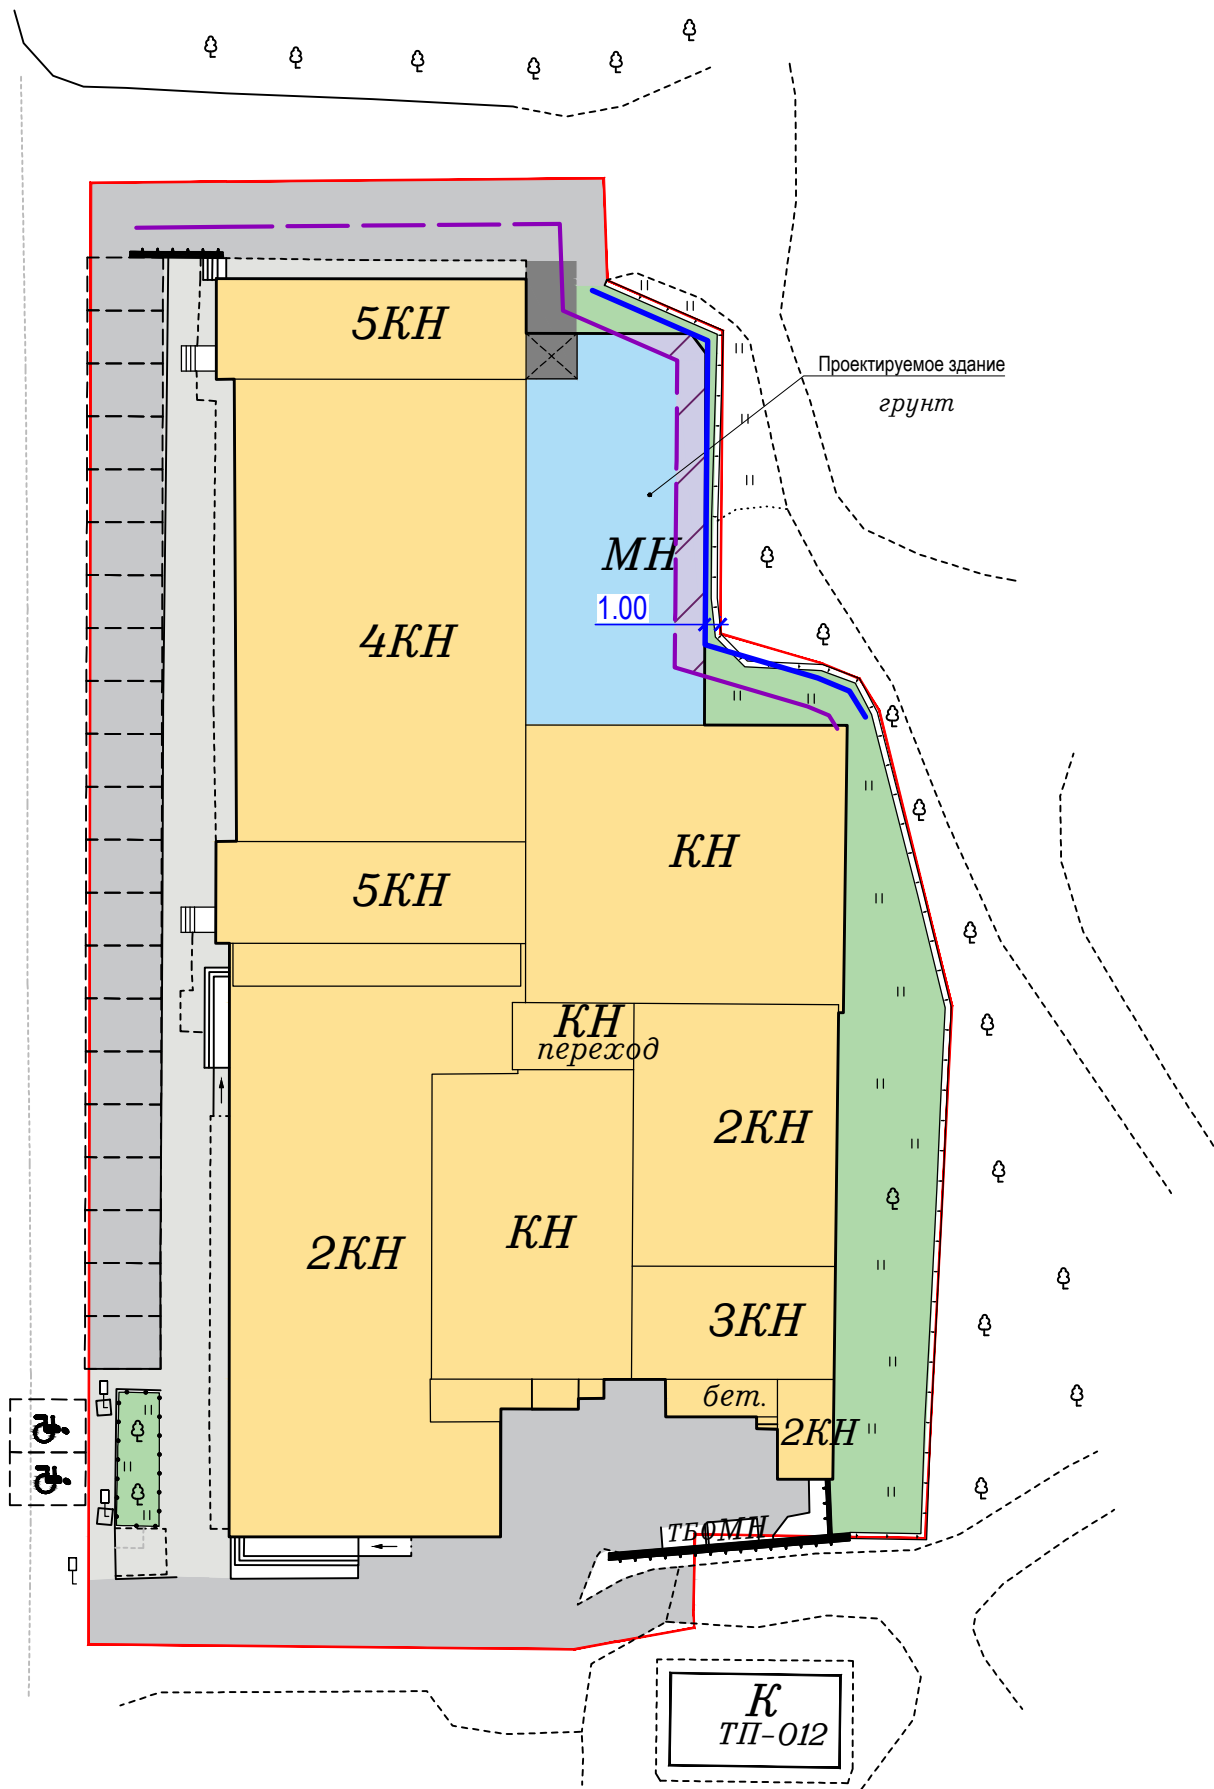 5КН
Проектируемое здание
грунт
МН
1.00
4КН
КН
5КН
КН
переход
2КН
КН
2КН
3КН
бет.
2КН
ТБОМН
К
ТП-012